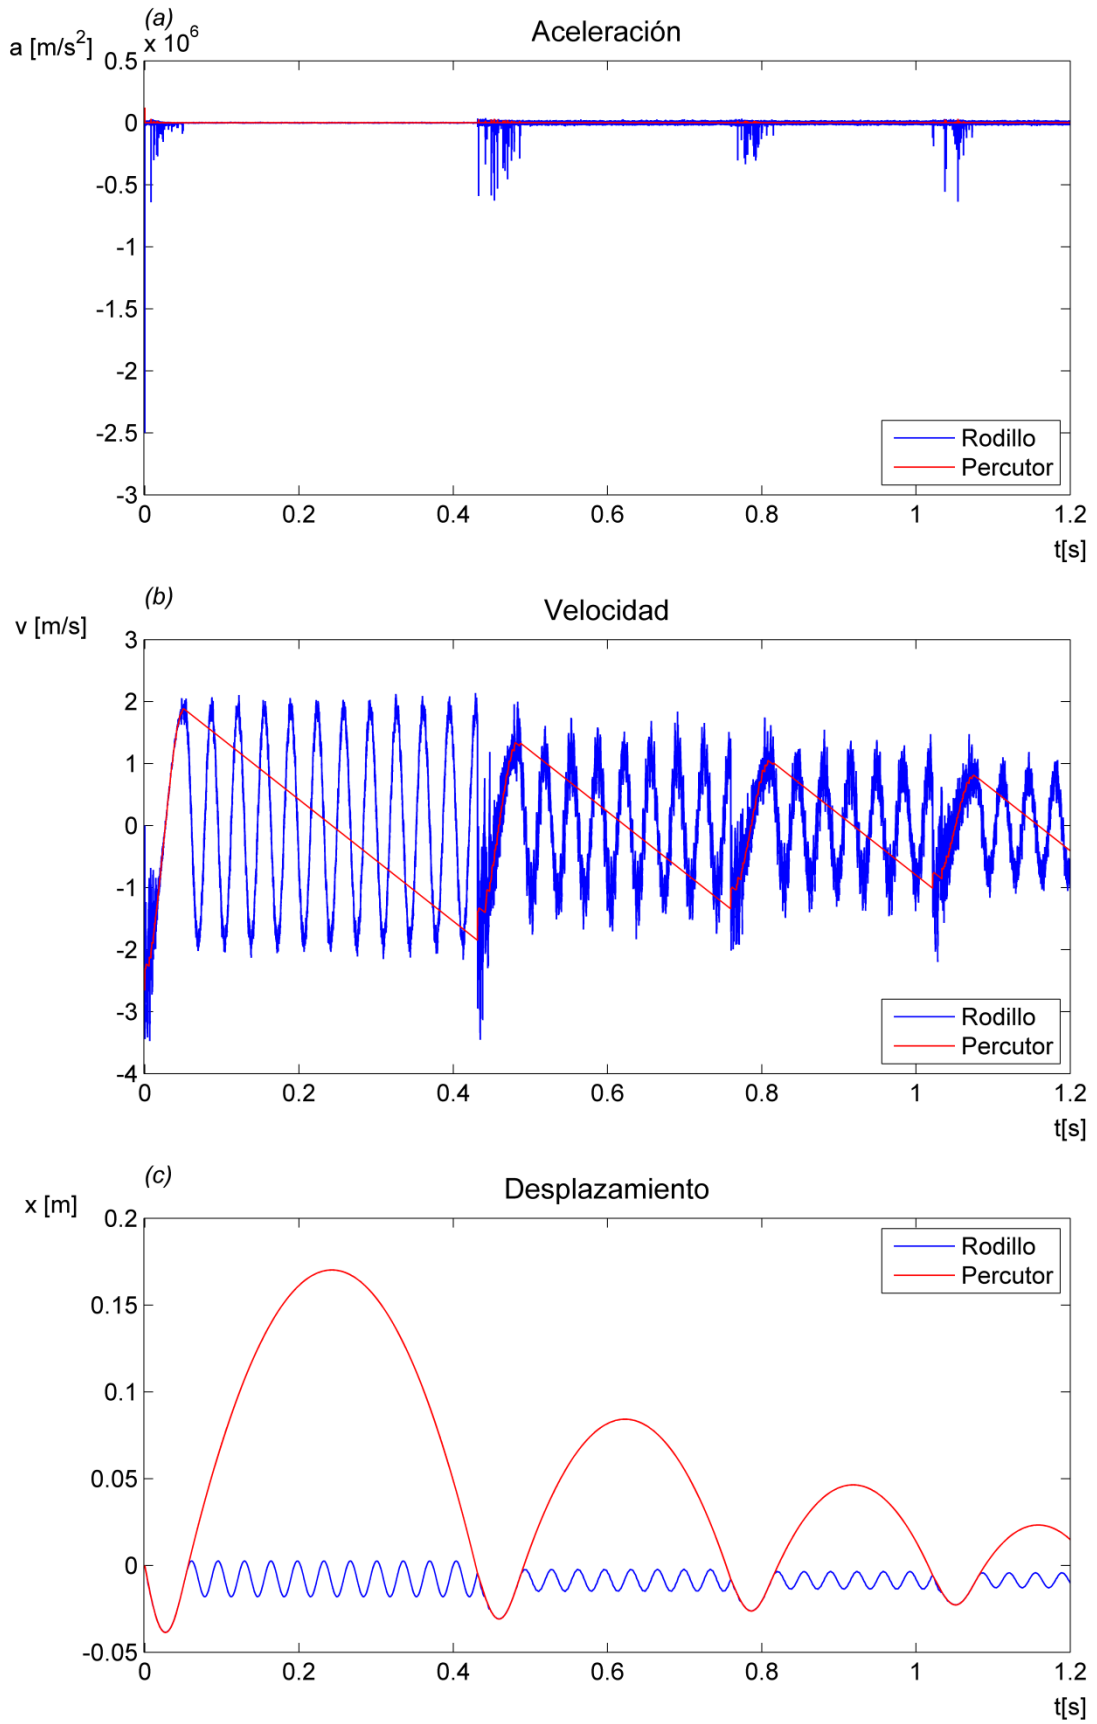 (a)
Aceleración
a [m/s²]
x 10⁶
0.5
0
-0.5
-1
-1.5
-2
-2.5
-3
Rodillo
Percutor
0 0.2 0.4 0.6 0.8 1 1.2
t[s]
(b)
Velocidad
v [m/s]
3
2
1
0
-1
-2
-3
-4
Rodillo
Percutor
0 0.2 0.4 0.6 0.8 1 1.2
t[s]
(c)
Desplazamiento
x [m]
0.2
0.15
0.1
0.05
0
-0.05
Rodillo
Percutor
0 0.2 0.4 0.6 0.8 1 1.2
t[s]